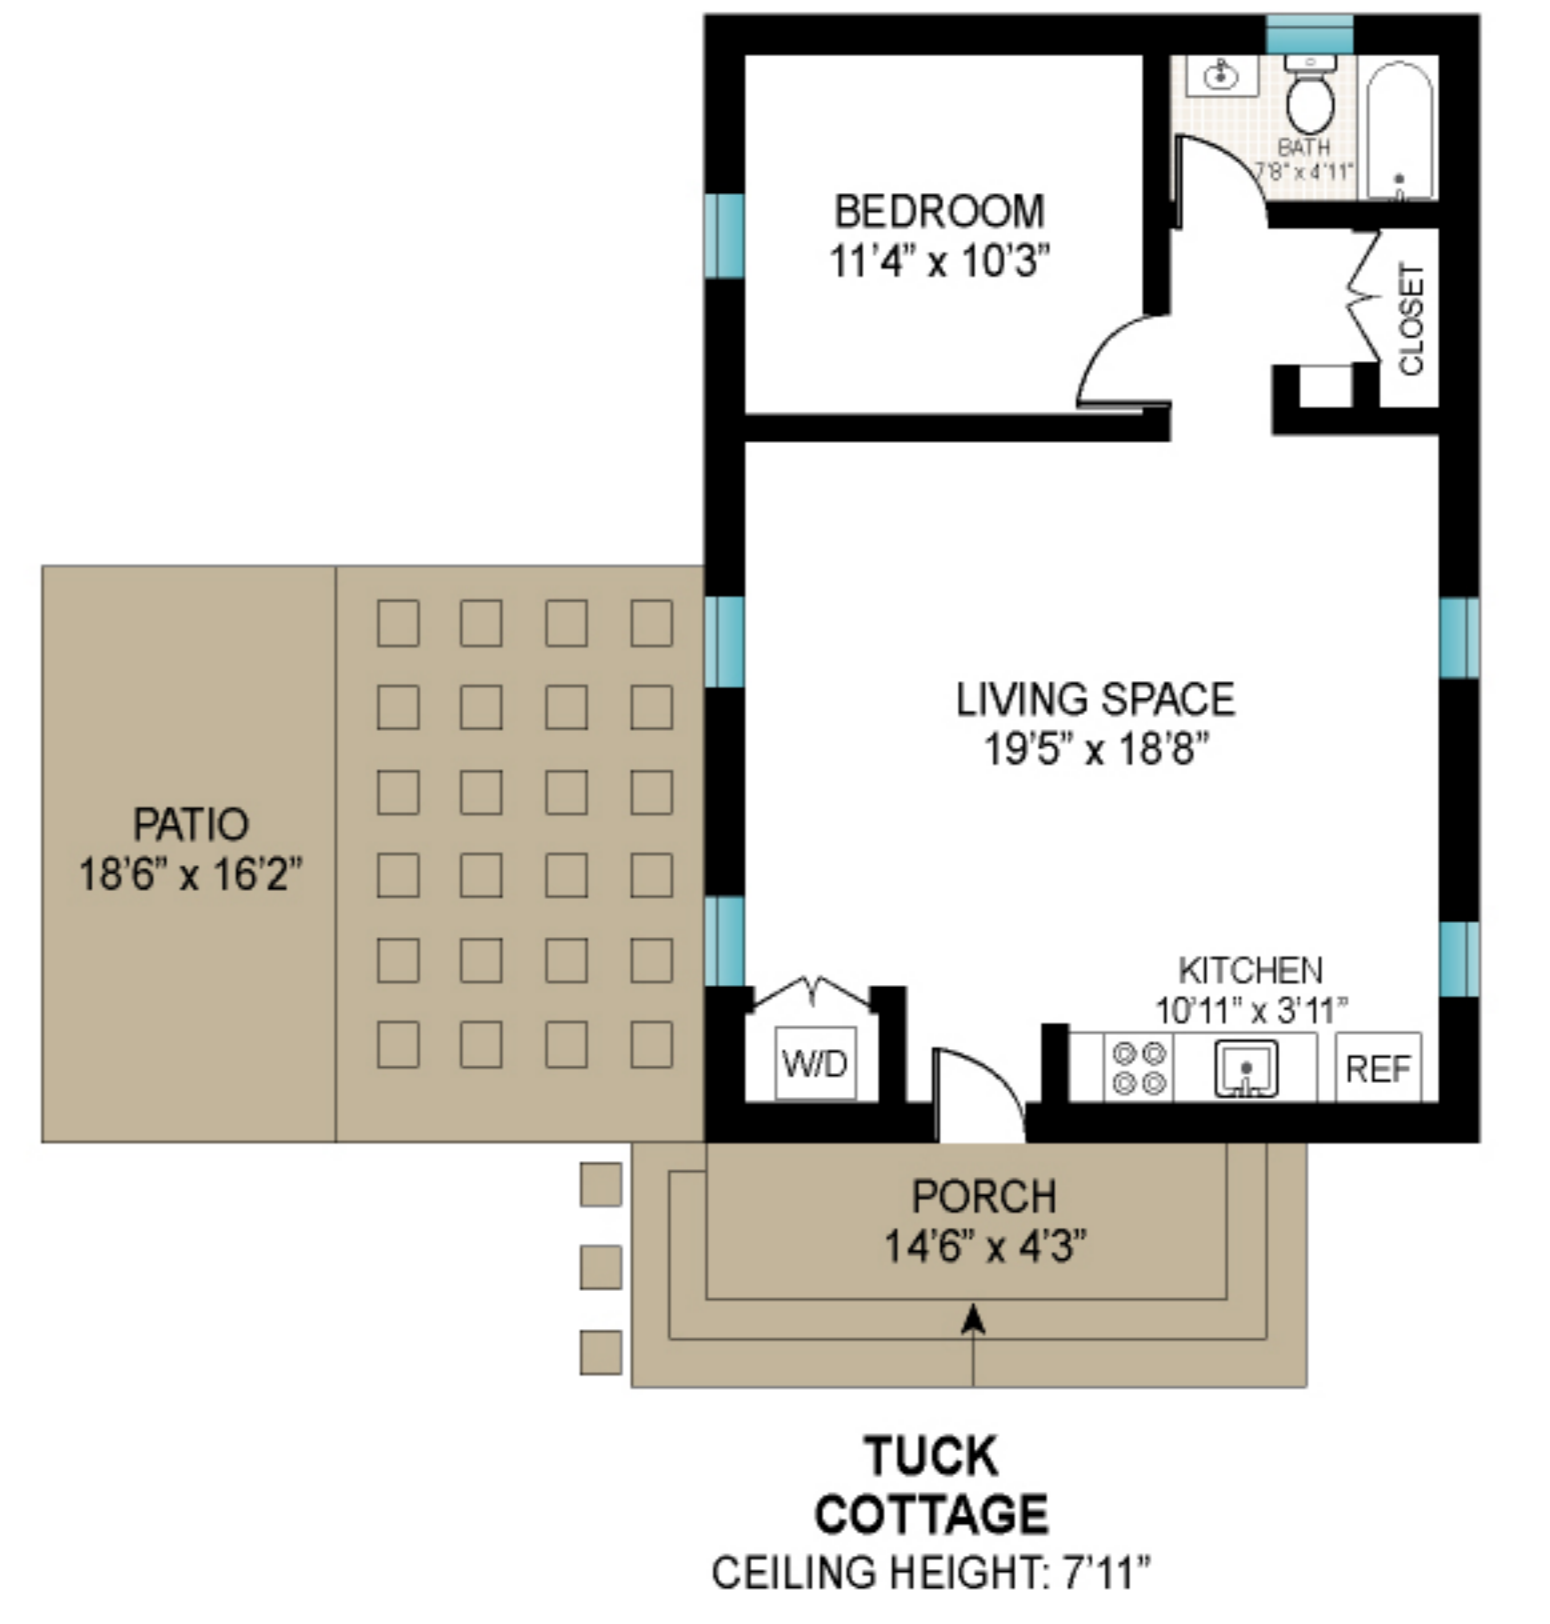 BATH
7'8" x 4'11"
BEDROOM
11'4" x 10'3"
CLOSET
LIVING SPACE
19'5" x 18'8"
PATIO
18'6" x 16'2"
KITCHEN
10'11" x 3'11"
W/D
REF
PORCH
14'6" x 4'3"
TUCK
COTTAGE
CEILING HEIGHT: 7'11"